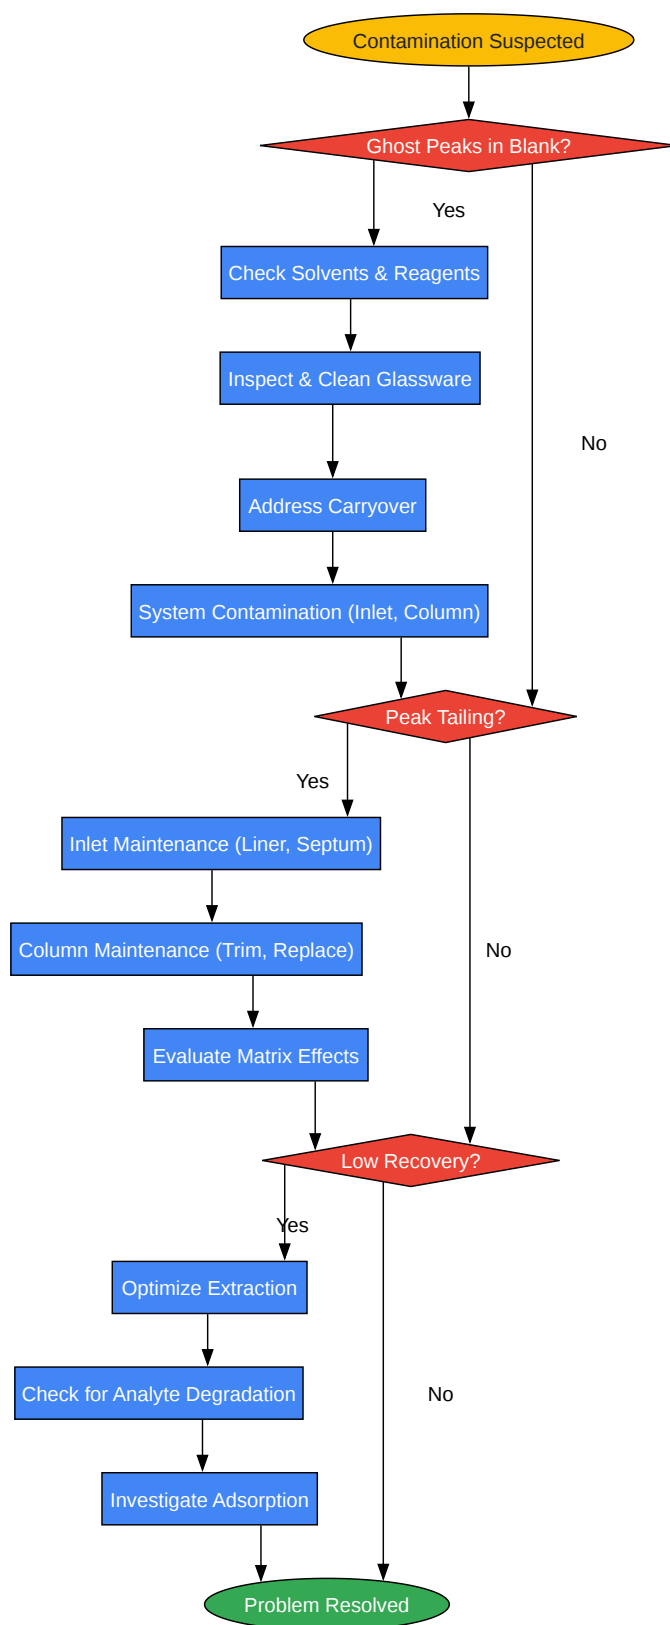 Contamination Suspected
Ghost Peaks in Blank?
Yes
Check Solvents & Reagents
Inspect & Clean Glassware
No
Address Carryover
System Contamination (Inlet, Column)
Peak Tailing?
Yes
Inlet Maintenance (Liner, Septum)
Column Maintenance (Trim, Replace)
No
Evaluate Matrix Effects
Low Recovery?
Yes
Optimize Extraction
Check for Analyte Degradation
No
Investigate Adsorption
Problem Resolved